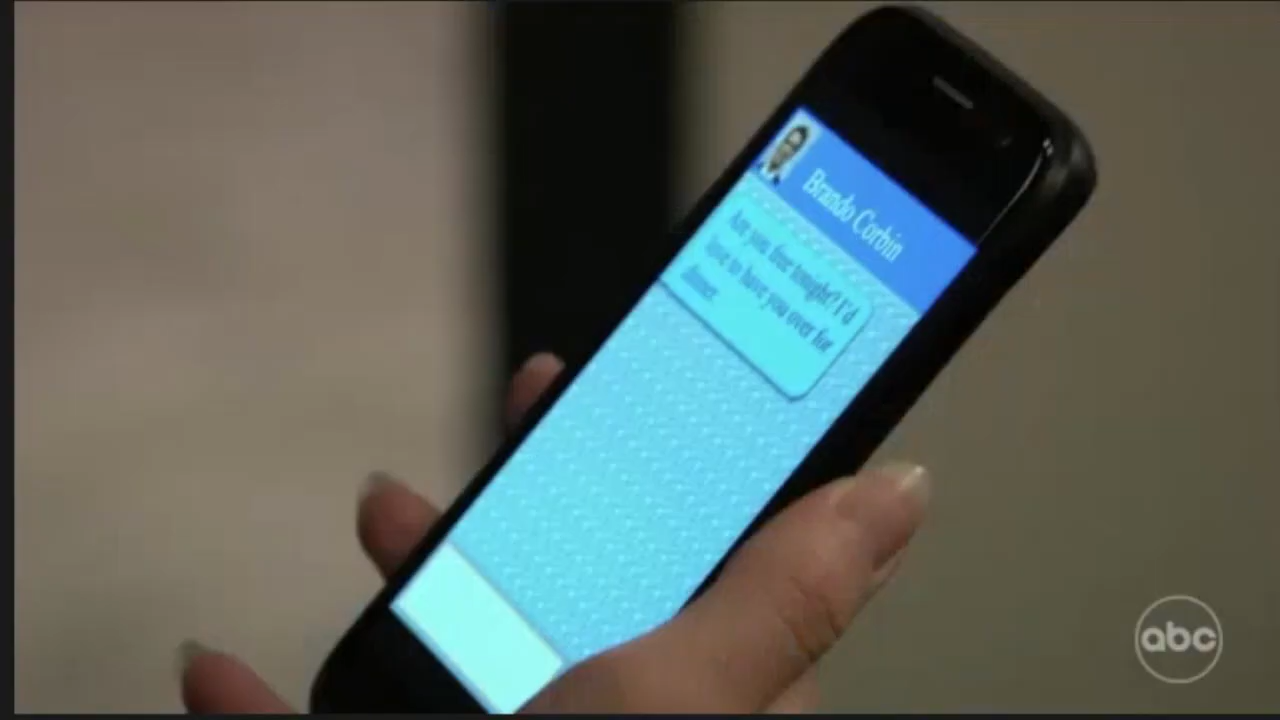 Brando Corbin
Are you free tonight? I'd
love to have you over for
dinner.
abc